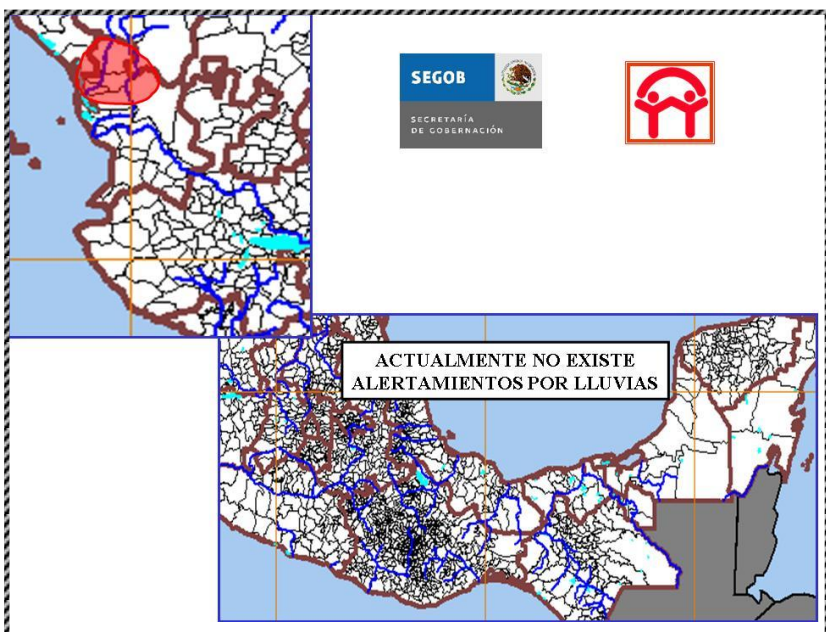 SEGOB
SECRETARÍA
DE GOBERNACIÓN
ACTUALMENTE NO EXISTE
ALERTAMIENTOS POR LLUVIAS